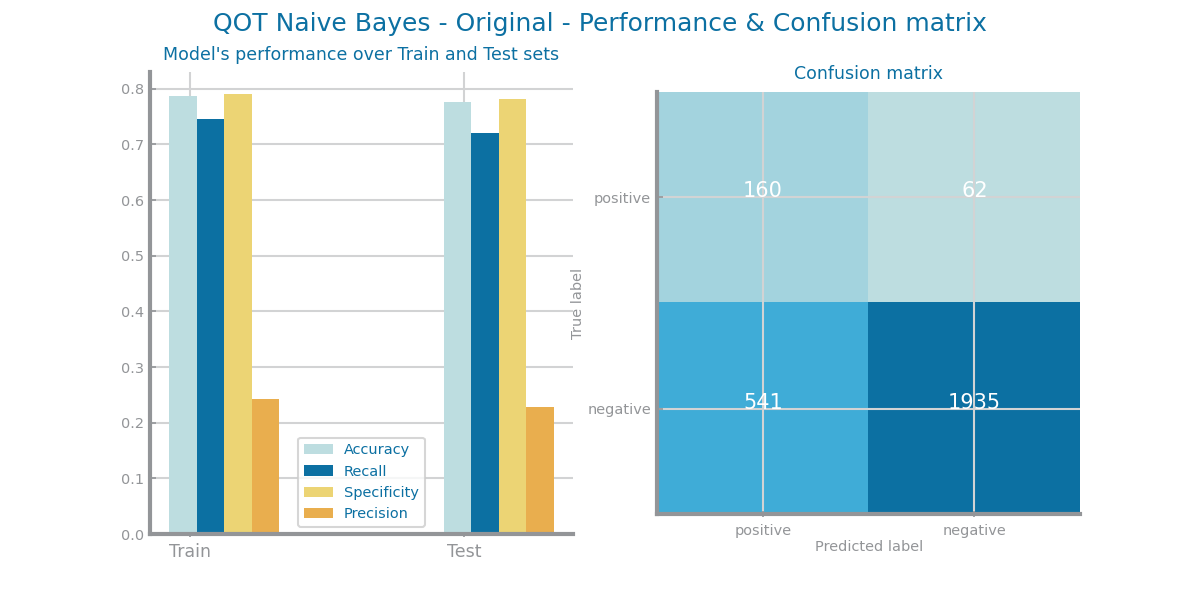 QOT Naive Bayes - Original - Performance & Confusion matrix
Model's performance over Train and Test sets
0.8
0.7
0.6
0.5
0.4
0.3
0.2
0.1
0.0
Accuracy
Recall
Specificity
Precision
Train
Test
Confusion matrix
True label
positive
160
62
negative
541
1935
positive
negative
Predicted label